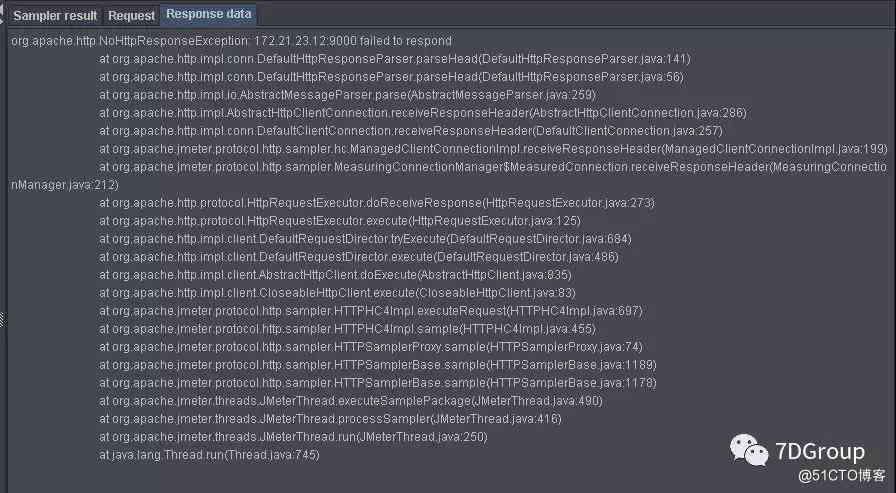 Sampler result Request Response data
org.apache.http.NoHttpResponseException: 172.21.23.12:9000 failed to respond
at org.apache.http.impl.conn.DefaultHttpResponseParser.parseHead(DefaultHttpResponseParser.java:141)
at org.apache.http.impl.conn.DefaultHttpResponseParser.parseHead(DefaultHttpResponseParser.java:56)
at org.apache.http.impl.io.AbstractMessageParser.parse(AbstractMessageParser.java:259)
at org.apache.http.impl.AbstractHttpClientConnection.receiveResponseHeader(AbstractHttpClientConnection.java:286)
at org.apache.http.impl.conn.DefaultClientConnection.receiveResponseHeader(DefaultClientConnection.java:257)
at org.apache.jmeter.protocol.http.sampler.hc.ManagedClientConnectionImpl.receiveResponseHeader(ManagedClientConnectionImpl.java:199)
at org.apache.jmeter.protocol.http.sampler.MeasuringConnectionManager$MeasuredConnection.receiveResponseHeader(MeasuringConnectio
nManager.java:212)
at org.apache.http.protocol.HttpRequestExecutor.doReceiveResponse(HttpRequestExecutor.java:273)
at org.apache.http.protocol.HttpRequestExecutor.execute(HttpRequestExecutor.java:125)
at org.apache.http.impl.client.DefaultRequestDirector.tryExecute(DefaultRequestDirector.java:684)
at org.apache.http.impl.client.DefaultRequestDirector.execute(DefaultRequestDirector.java:486)
at org.apache.http.impl.client.AbstractHttpClient.doExecute(AbstractHttpClient.java:835)
at org.apache.http.impl.client.CloseableHttpClient.execute(CloseableHttpClient.java:83)
at org.apache.jmeter.protocol.http.sampler.HTTPHC4Impl.executeRequest(HTTPHC4Impl.java:697)
at org.apache.jmeter.protocol.http.sampler.HTTPHC4Impl.sample(HTTPHC4Impl.java:455)
at org.apache.jmeter.protocol.http.sampler.HTTPSamplerProxy.sample(HTTPSamplerProxy.java:74)
at org.apache.jmeter.protocol.http.sampler.HTTPSamplerBase.sample(HTTPSamplerBase.java:1189)
at org.apache.jmeter.protocol.http.sampler.HTTPSamplerBase.sample(HTTPSamplerBase.java:1178)
at org.apache.jmeter.threads.JMeterThread.executeSamplePackage(JMeterThread.java:490)
at org.apache.jmeter.threads.JMeterThread.processSampler(JMeterThread.java:416)
at org.apache.jmeter.threads.JMeterThread.run(JMeterThread.java:250)
at java.lang.Thread.run(Thread.java:745)
7DGroup
@51CTO博客